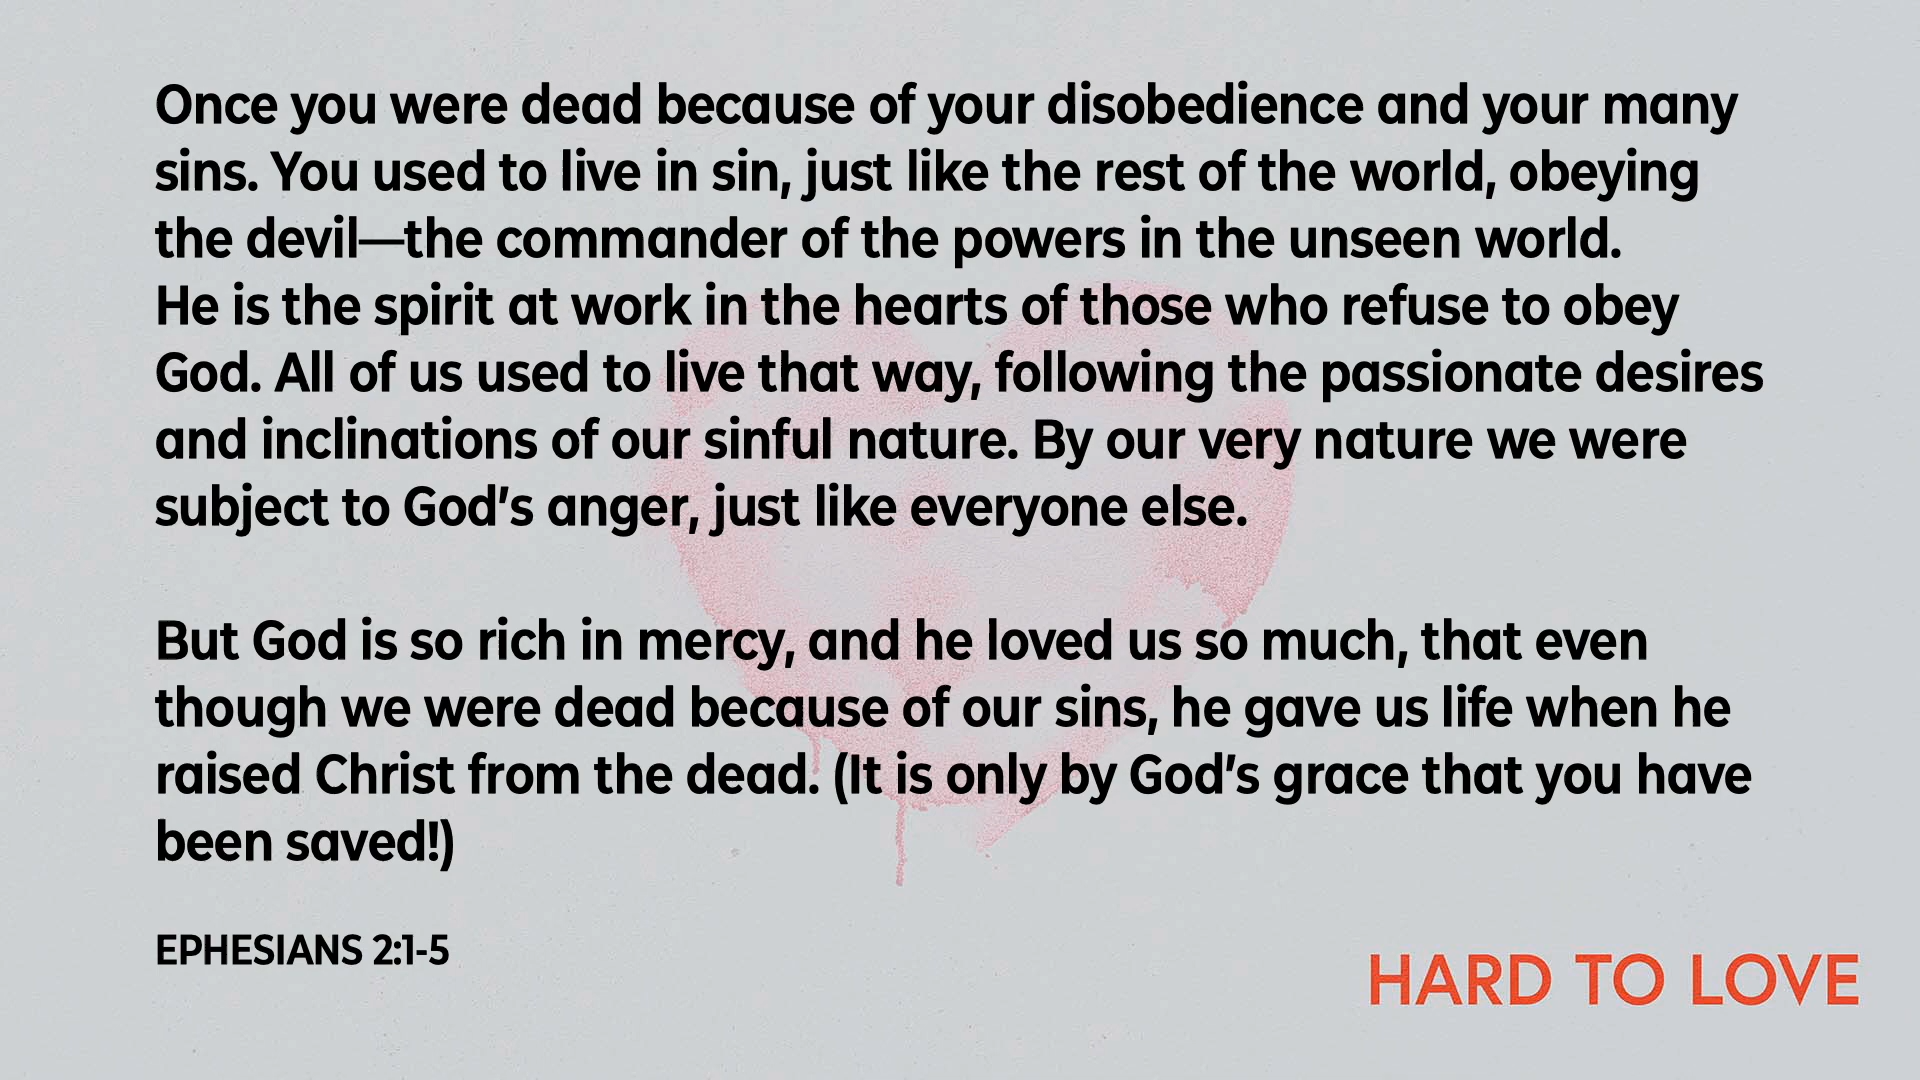 Once you were dead because of your disobedience and your many
sins. You used to live in sin, just like the rest of the world, obeying
the devil—the commander of the powers in the unseen world.
He is the spirit at work in the hearts of those who refuse to obey
God. All of us used to live that way, following the passionate desires
and inclinations of our sinful nature. By our very nature we were
subject to God’s anger, just like everyone else.
But God is so rich in mercy, and he loved us so much, that even
though we were dead because of our sins, he gave us life when he
raised Christ from the dead. (It is only by God’s grace that you have
been saved!)
EPHESIANS 2:1-5
HARD TO LOVE